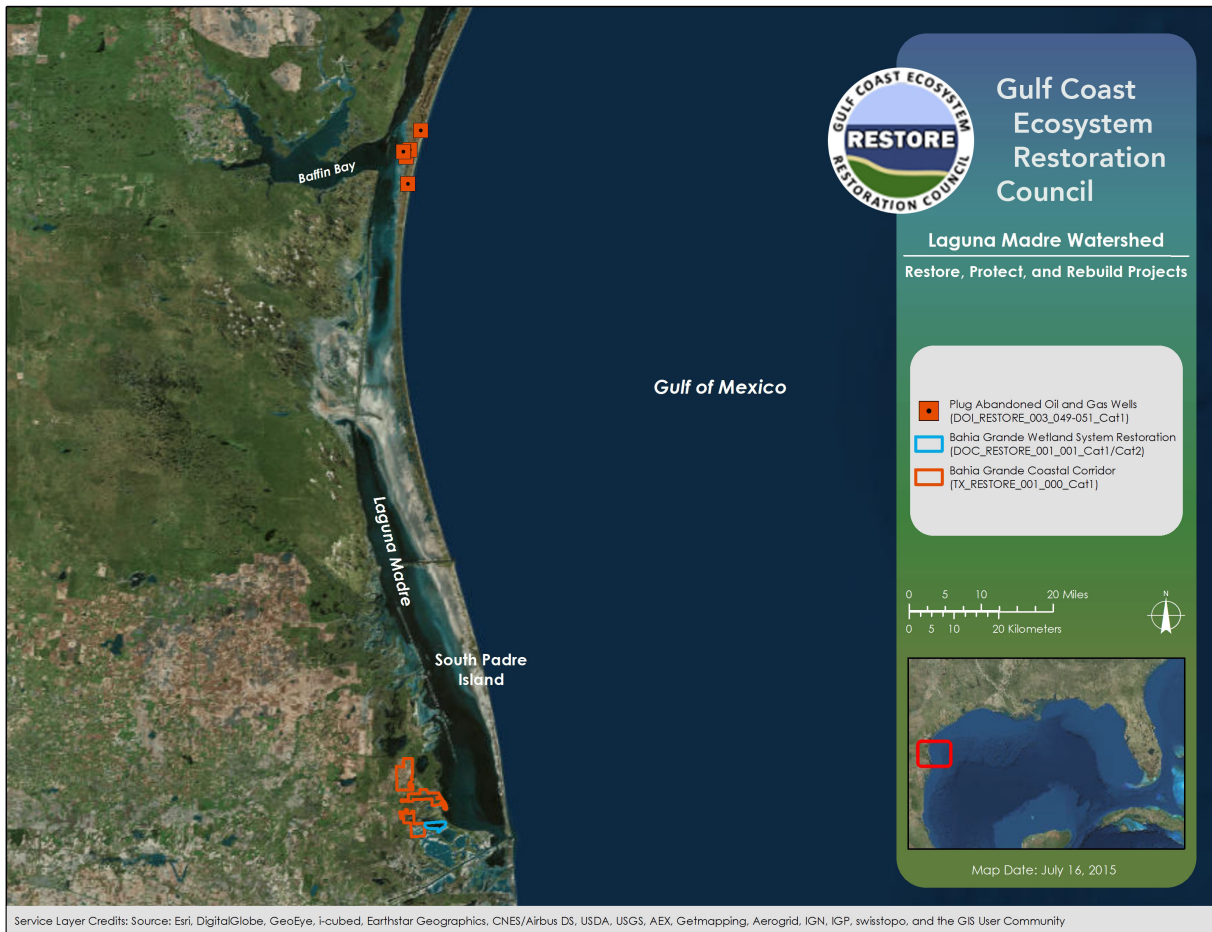 GULF COAST ECOSYSTEM
RESTORE
RESTORATION COUNCIL
Gulf Coast
Ecosystem
Restoration
Council
Laguna Madre Watershed
Restore, Protect, and Rebuild Projects
Baffin Bay
Gulf of Mexico
Plug Abandoned Oil and Gas Wells
(DOI_RESTORE_003_049-051_Cat1)
Bahia Grande Wetland System Restoration
(DOC_RESTORE_001_001_Cat1/Cat2)
Bahia Grande Coastal Corridor
(TX_RESTORE_001_000_Cat1)
Laguna Madre
South Padre
Island
0 5 10 20 Miles
0 5 10 20 Kilometers
N
Map Date: July 16, 2015
Service Layer Credits: Source: Esri, DigitalGlobe, GeoEye, i-cubed, Earthstar Geographics, CNES/Airbus DS, USDA, USGS, AEX, Getmapping, Aerogrid, IGN, IGP, swisstopo, and the GIS User Community